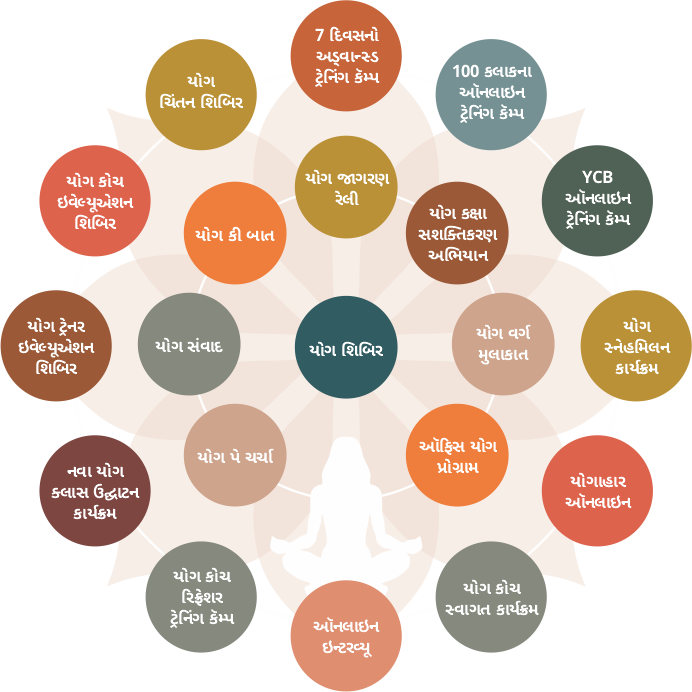 7 દિવસનો
અડ્વાન્સ્ડ
ટ્રેનિંગ કૅમ્પ
યોગ
ચિંતન શિબિર
100 કલાકના
ઑનલાઇન
ટ્રેનિંગ કૅમ્પ
યોગ કોચ
ઇવેલ્યૂએશન
શિબિર
યોગ જાગરણ
રેલી
YCB
ઑનલાઇન
ટ્રેનિંગ કૅમ્પ
યોગ કી બાત
યોગ કક્ષા
સશક્તિકરણ
અભિયાન
યોગ ટ્રેનર
ઇવેલ્યૂએશન
શિબિર
યોગ સંવાદ
યોગ શિબિર
યોગ વર્ગ
મુલાકાત
યોગ
સ્નેહમિલન
કાર્યક્રમ
યોગ પે ચર્ચા
ઑફિસ યોગ
પ્રોગ્રામ
નવા યોગ
ક્લાસ ઉદ્ઘાટન
કાર્યક્રમ
યોગાહાર
ઑનલાઇન
યોગ કોચ
રિફ્રેશર
ટ્રેનિંગ કૅમ્પ
યોગ કોચ
સ્વાગત કાર્યક્રમ
ઑનલાઇન
ઇન્ટરવ્યૂ